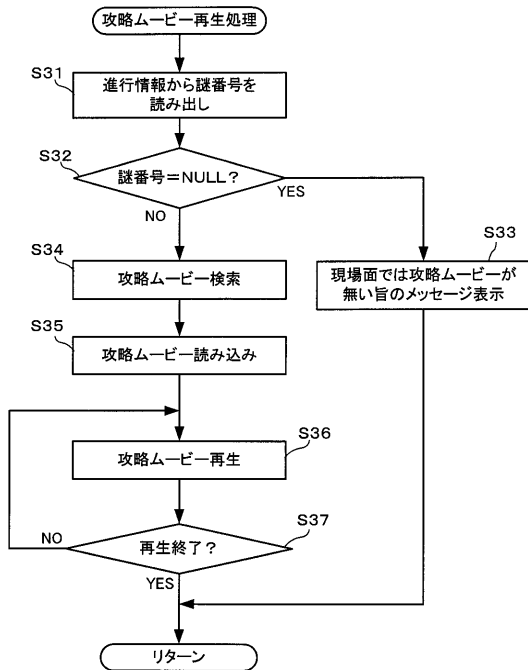 攻略ムービー再生処理
S31
進行情報から謎番号を
読み出し
S32
謎番号＝NULL？
YES
NO
S33
現場面では攻略ムービーが
無い旨のメッセージ表示
S34
攻略ムービー検索
S35
攻略ムービー読み込み
S36
攻略ムービー再生
S37
再生終了？
NO
YES
リターン